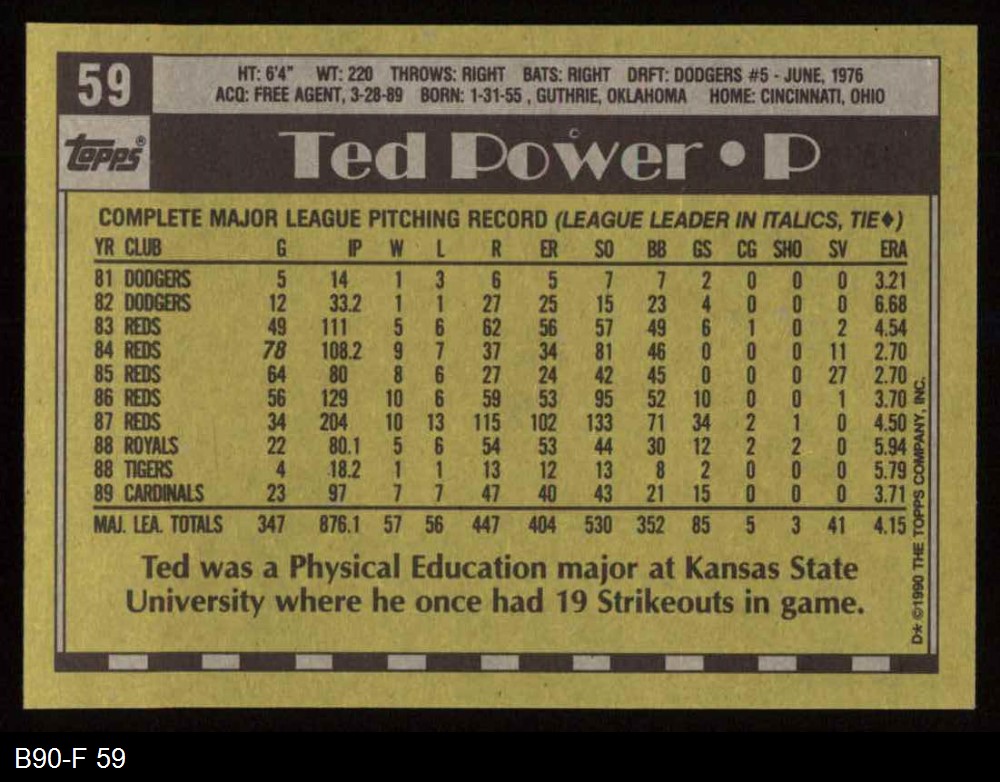 59
HT: 6'4" WT: 220 THROWS: RIGHT BATS: RIGHT DRFT: DODGERS #5 - JUNE, 1976
ACQ: FREE AGENT, 3-28-89 BORN: 1-31-55 , GUTHRIE, OKLAHOMA HOME: CINCINNATI, OHIO
Topps®
Ted Power • P
COMPLETE MAJOR LEAGUE PITCHING RECORD (LEAGUE LEADER IN ITALICS, TIE♦)
YR CLUB G IP W L R ER SO BB GS CG SHO SV ERA
81 DODGERS 5 14 1 3 6 5 7 7 2 0 0 0 3.21
82 DODGERS 12 33.2 1 1 27 25 15 23 4 0 0 0 6.68
83 REDS 49 111 5 6 62 56 57 49 6 1 0 2 4.54
84 REDS 78 108.2 9 7 37 34 81 46 0 0 0 11 2.70
85 REDS 64 80 8 6 27 24 42 45 0 0 0 27 2.70
86 REDS 56 129 10 6 59 53 95 52 10 0 0 1 3.70
87 REDS 34 204 10 13 115 102 133 71 34 2 1 0 4.50
88 ROYALS 22 80.1 5 6 54 53 44 30 12 2 2 0 5.94
88 TIGERS 4 18.2 1 1 13 12 13 8 2 0 0 0 5.79
89 CARDINALS 23 97 7 7 47 40 43 21 15 0 0 0 3.71
MAJ. LEA. TOTALS 347 876.1 57 56 447 404 530 352 85 5 3 41 4.15
Ted was a Physical Education major at Kansas State
University where he once had 19 Strikeouts in game.
D* ©1990 THE TOPPS COMPANY, INC.
B90-F 59